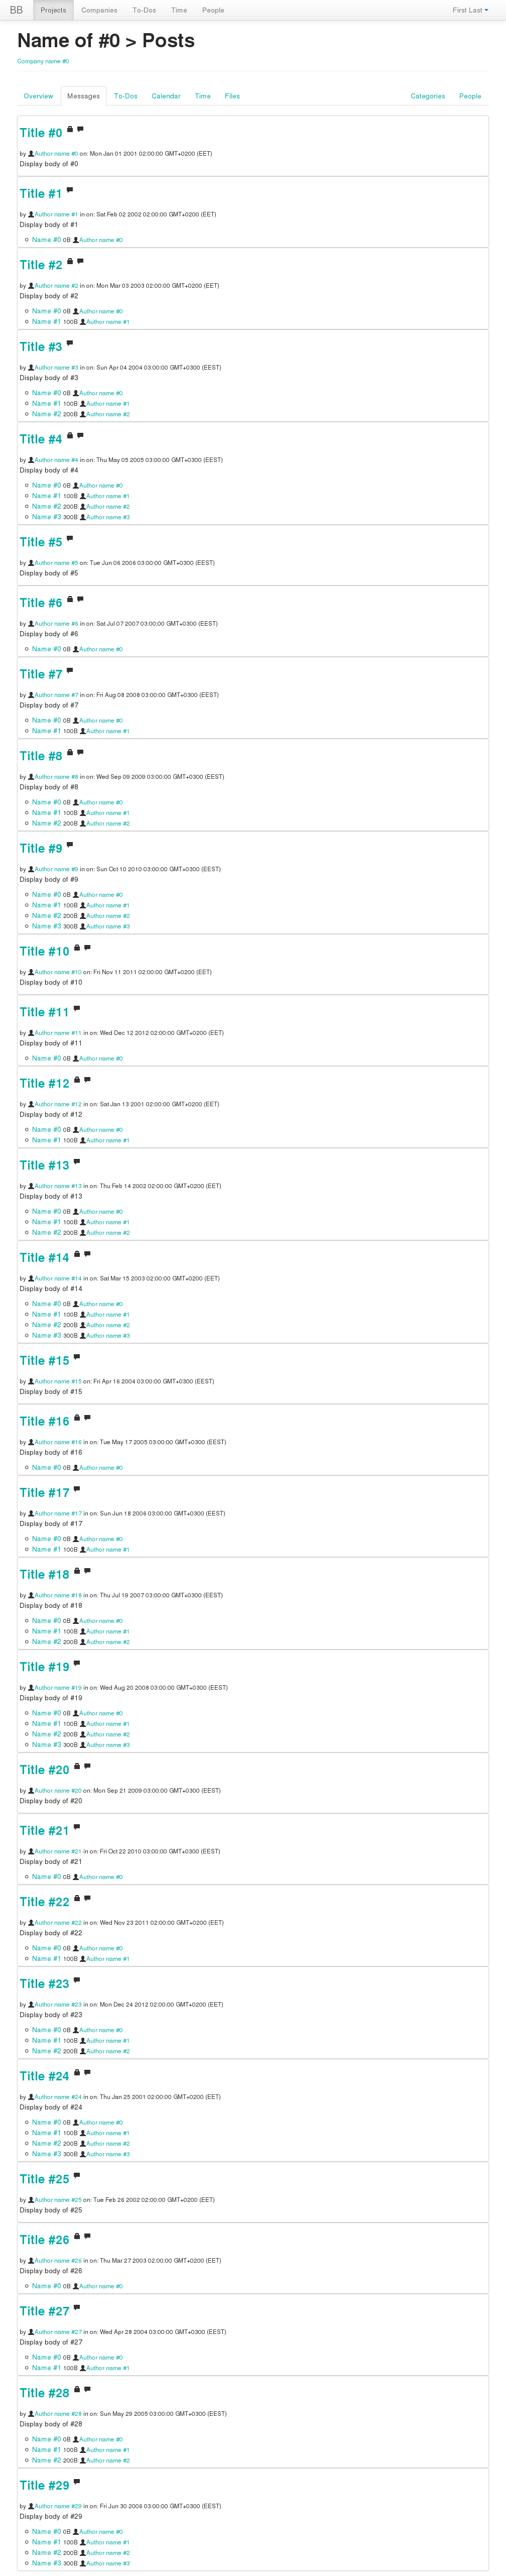 BB Projects Companies To-Dos Time People First Last
Name of #0 > Posts
Company name #0
Overview Messages To-Dos Calendar Time Files Categories People
Title #0
by Author name #0 on: Mon Jan 01 2001 02:00:00 GMT+0200 (EET)
Display body of #0
Title #1
by Author name #1 in on: Sat Feb 02 2002 02:00:00 GMT+0200 (EET)
Display body of #1
Name #0 0B Author name #0
Title #2
by Author name #2 in on: Mon Mar 03 2003 02:00:00 GMT+0200 (EET)
Display body of #2
Name #0 0B Author name #0
Name #1 100B Author name #1
Title #3
by Author name #3 in on: Sun Apr 04 2004 03:00:00 GMT+0300 (EEST)
Display body of #3
Name #0 0B Author name #0
Name #1 100B Author name #1
Name #2 200B Author name #2
Title #4
by Author name #4 in on: Thu May 05 2005 03:00:00 GMT+0300 (EEST)
Display body of #4
Name #0 0B Author name #0
Name #1 100B Author name #1
Name #2 200B Author name #2
Name #3 300B Author name #3
Title #5
by Author name #5 on: Tue Jun 06 2006 03:00:00 GMT+0300 (EEST)
Display body of #5
Title #6
by Author name #6 in on: Sat Jul 07 2007 03:00:00 GMT+0300 (EEST)
Display body of #6
Name #0 0B Author name #0
Title #7
by Author name #7 in on: Fri Aug 08 2008 03:00:00 GMT+0300 (EEST)
Display body of #7
Name #0 0B Author name #0
Name #1 100B Author name #1
Title #8
by Author name #8 in on: Wed Sep 09 2009 03:00:00 GMT+0300 (EEST)
Display body of #8
Name #0 0B Author name #0
Name #1 100B Author name #1
Name #2 200B Author name #2
Title #9
by Author name #9 in on: Sun Oct 10 2010 03:00:00 GMT+0300 (EEST)
Display body of #9
Name #0 0B Author name #0
Name #1 100B Author name #1
Name #2 200B Author name #2
Name #3 300B Author name #3
Title #10
by Author name #10 on: Fri Nov 11 2011 02:00:00 GMT+0200 (EET)
Display body of #10
Title #11
by Author name #11 in on: Wed Dec 12 2012 02:00:00 GMT+0200 (EET)
Display body of #11
Name #0 0B Author name #0
Title #12
by Author name #12 in on: Sat Jan 13 2001 02:00:00 GMT+0200 (EET)
Display body of #12
Name #0 0B Author name #0
Name #1 100B Author name #1
Title #13
by Author name #13 in on: Thu Feb 14 2002 02:00:00 GMT+0200 (EET)
Display body of #13
Name #0 0B Author name #0
Name #1 100B Author name #1
Name #2 200B Author name #2
Title #14
by Author name #14 in on: Sat Mar 15 2003 02:00:00 GMT+0200 (EET)
Display body of #14
Name #0 0B Author name #0
Name #1 100B Author name #1
Name #2 200B Author name #2
Name #3 300B Author name #3
Title #15
by Author name #15 on: Fri Apr 16 2004 03:00:00 GMT+0300 (EEST)
Display body of #15
Title #16
by Author name #16 in on: Tue May 17 2005 03:00:00 GMT+0300 (EEST)
Display body of #16
Name #0 0B Author name #0
Title #17
by Author name #17 in on: Sun Jun 18 2006 03:00:00 GMT+0300 (EEST)
Display body of #17
Name #0 0B Author name #0
Name #1 100B Author name #1
Title #18
by Author name #18 in on: Thu Jul 19 2007 03:00:00 GMT+0300 (EEST)
Display body of #18
Name #0 0B Author name #0
Name #1 100B Author name #1
Name #2 200B Author name #2
Title #19
by Author name #19 in on: Wed Aug 20 2008 03:00:00 GMT+0300 (EEST)
Display body of #19
Name #0 0B Author name #0
Name #1 100B Author name #1
Name #2 200B Author name #2
Name #3 300B Author name #3
Title #20
by Author name #20 on: Mon Sep 21 2009 03:00:00 GMT+0300 (EEST)
Display body of #20
Title #21
by Author name #21 in on: Fri Oct 22 2010 03:00:00 GMT+0300 (EEST)
Display body of #21
Name #0 0B Author name #0
Title #22
by Author name #22 in on: Wed Nov 23 2011 02:00:00 GMT+0200 (EET)
Display body of #22
Name #0 0B Author name #0
Name #1 100B Author name #1
Title #23
by Author name #23 in on: Mon Dec 24 2012 02:00:00 GMT+0200 (EET)
Display body of #23
Name #0 0B Author name #0
Name #1 100B Author name #1
Name #2 200B Author name #2
Title #24
by Author name #24 in on: Thu Jan 25 2001 02:00:00 GMT+0200 (EET)
Display body of #24
Name #0 0B Author name #0
Name #1 100B Author name #1
Name #2 200B Author name #2
Name #3 300B Author name #3
Title #25
by Author name #25 on: Tue Feb 26 2002 02:00:00 GMT+0200 (EET)
Display body of #25
Title #26
by Author name #26 in on: Thu Mar 27 2003 02:00:00 GMT+0200 (EET)
Display body of #26
Name #0 0B Author name #0
Title #27
by Author name #27 in on: Wed Apr 28 2004 03:00:00 GMT+0300 (EEST)
Display body of #27
Name #0 0B Author name #0
Name #1 100B Author name #1
Title #28
by Author name #28 in on: Sun May 29 2005 03:00:00 GMT+0300 (EEST)
Display body of #28
Name #0 0B Author name #0
Name #1 100B Author name #1
Name #2 200B Author name #2
Title #29
by Author name #29 in on: Fri Jun 30 2006 03:00:00 GMT+0300 (EEST)
Display body of #29
Name #0 0B Author name #0
Name #1 100B Author name #1
Name #2 200B Author name #2
Name #3 300B Author name #3